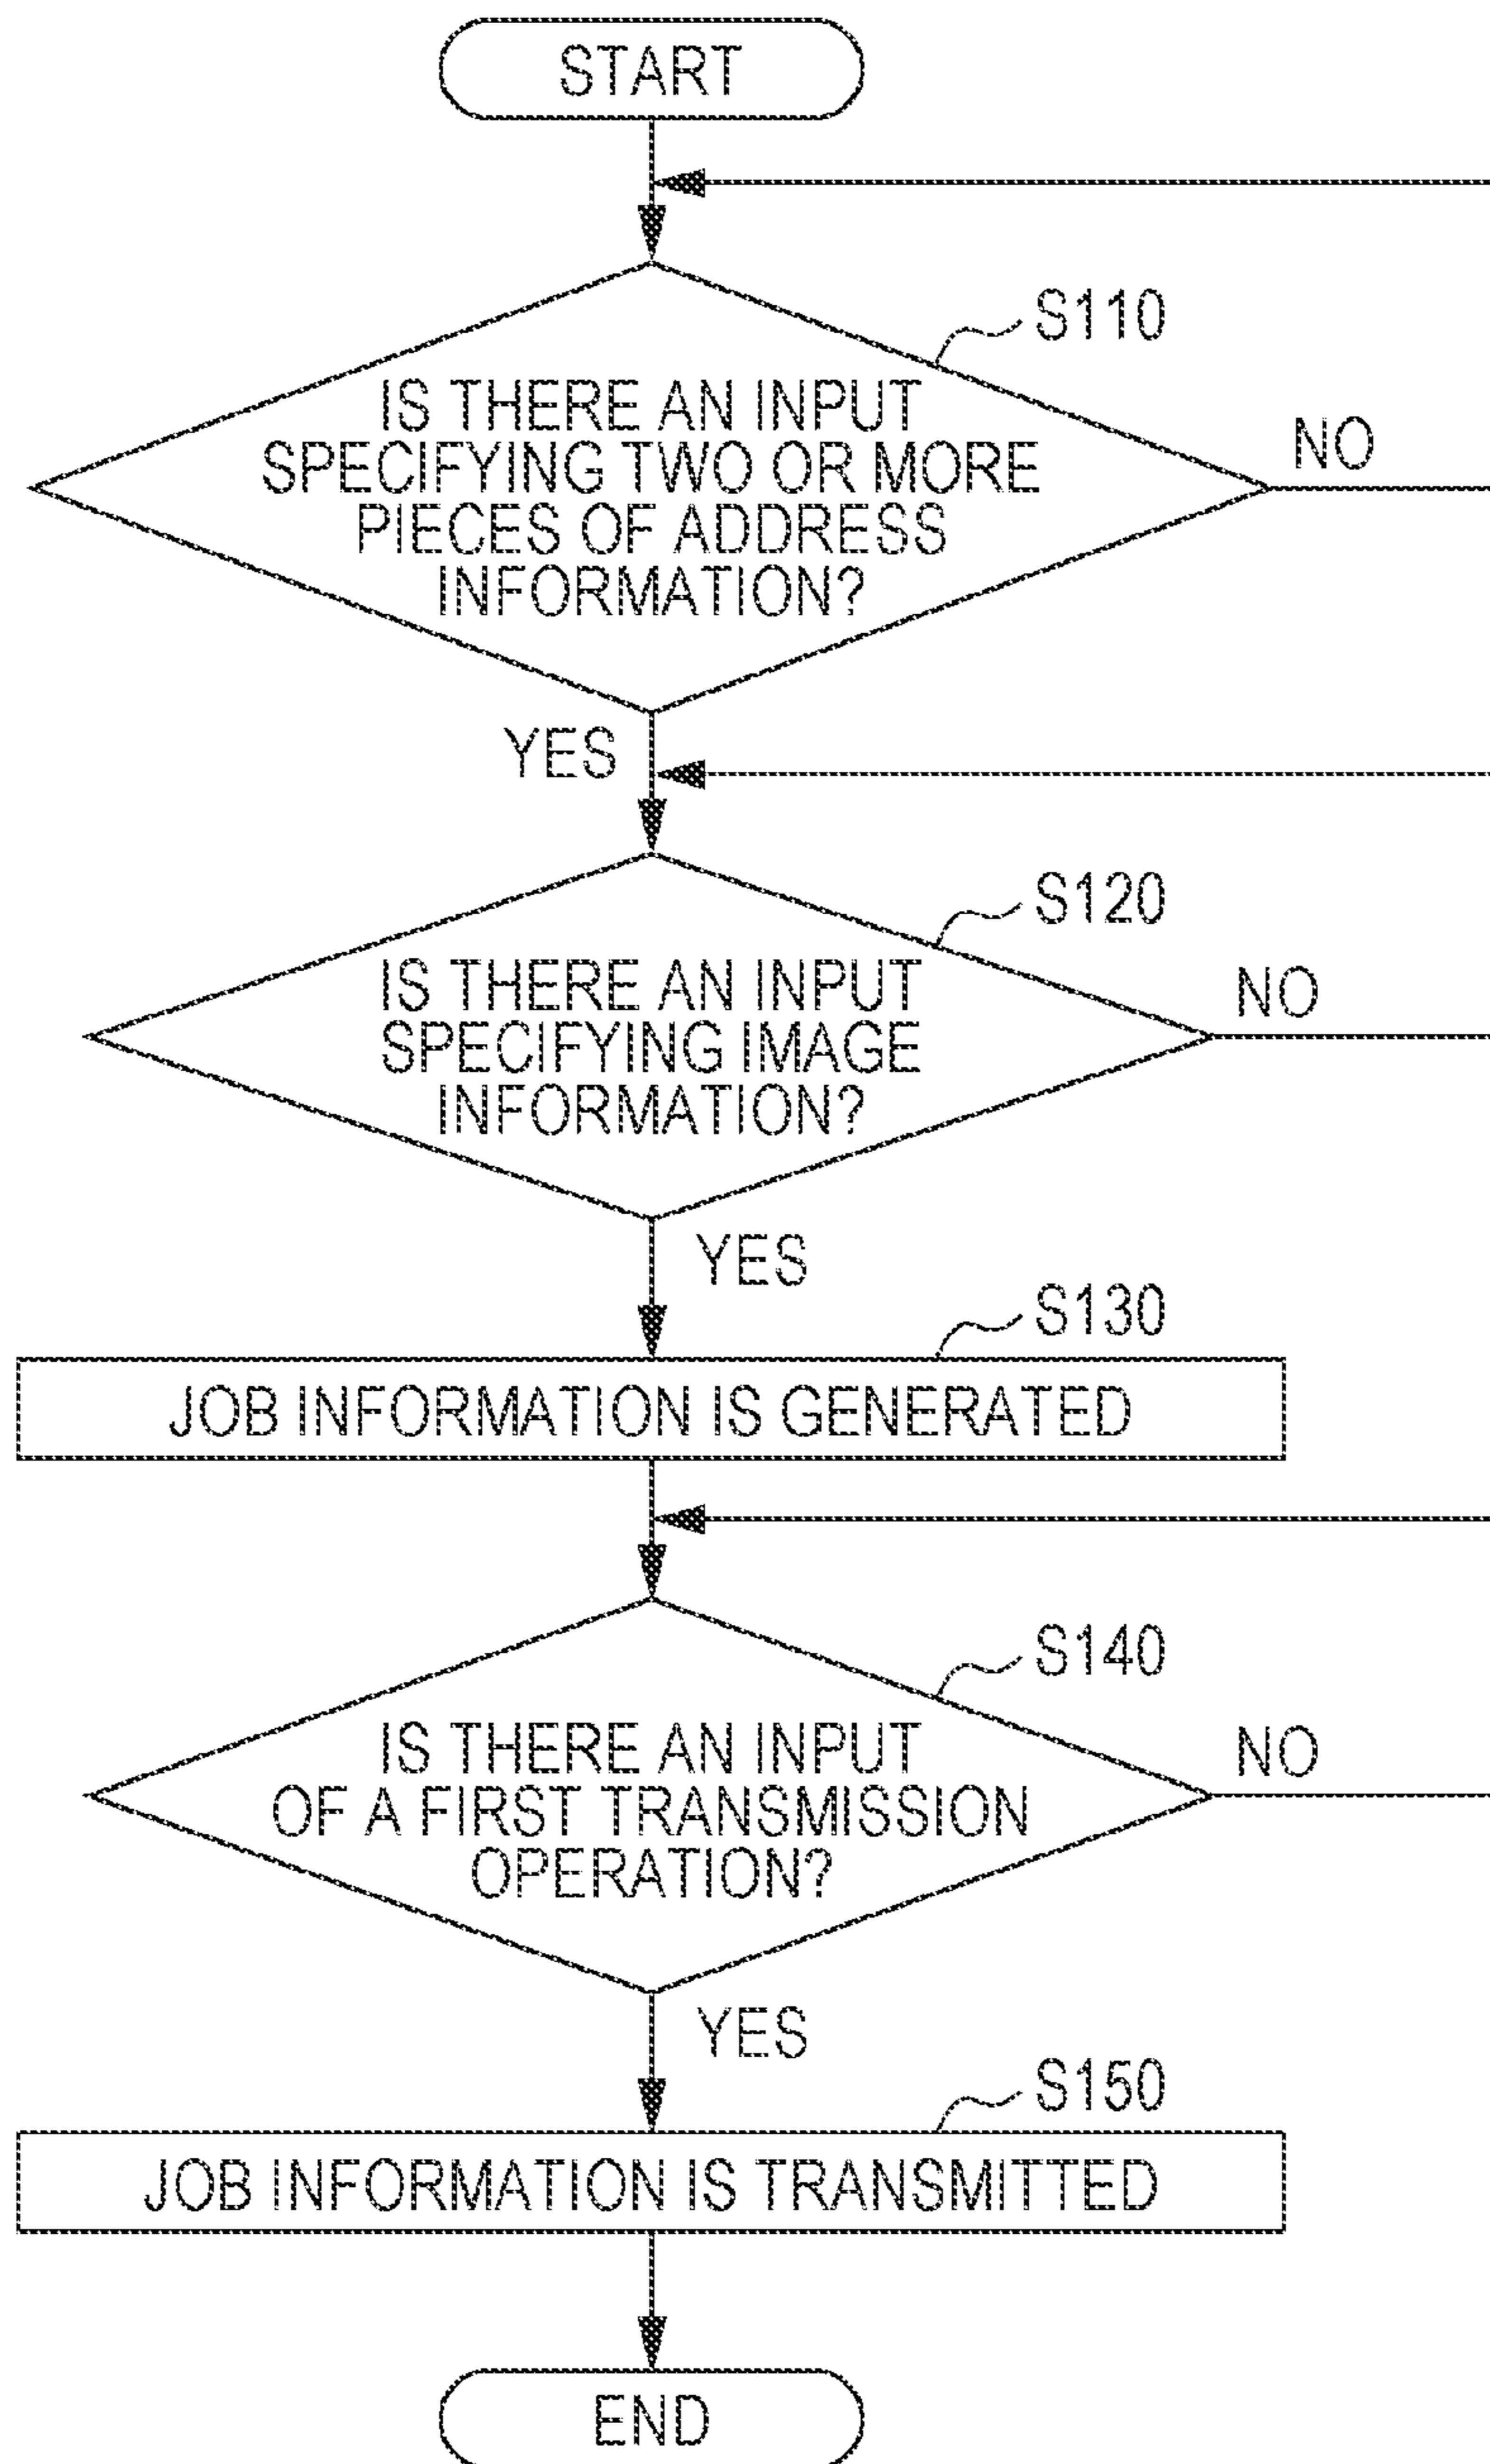 START
S110
IS THERE AN INPUT
SPECIFYING TWO OR MORE
PIECES OF ADDRESS
INFORMATION?
NO
YES
S120
IS THERE AN INPUT
SPECIFYING IMAGE
INFORMATION?
NO
YES
S130
JOB INFORMATION IS GENERATED
S140
IS THERE AN INPUT
OF A FIRST TRANSMISSION
OPERATION?
NO
YES
S150
JOB INFORMATION IS TRANSMITTED
END